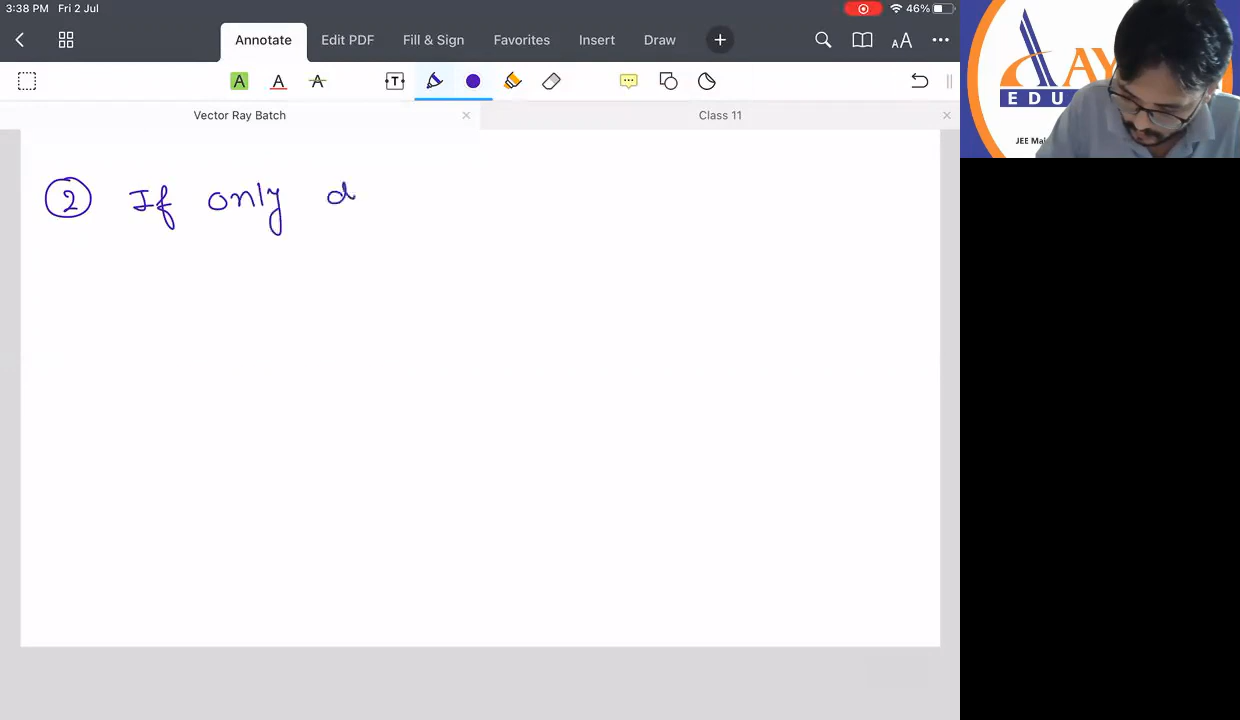 3:38 PM Fri 2 Jul 46%
Annotate Edit PDF Fill & Sign Favorites Insert Draw
Vector Ray Batch Class 11
② If only d
AY
EDU
JEE Mai